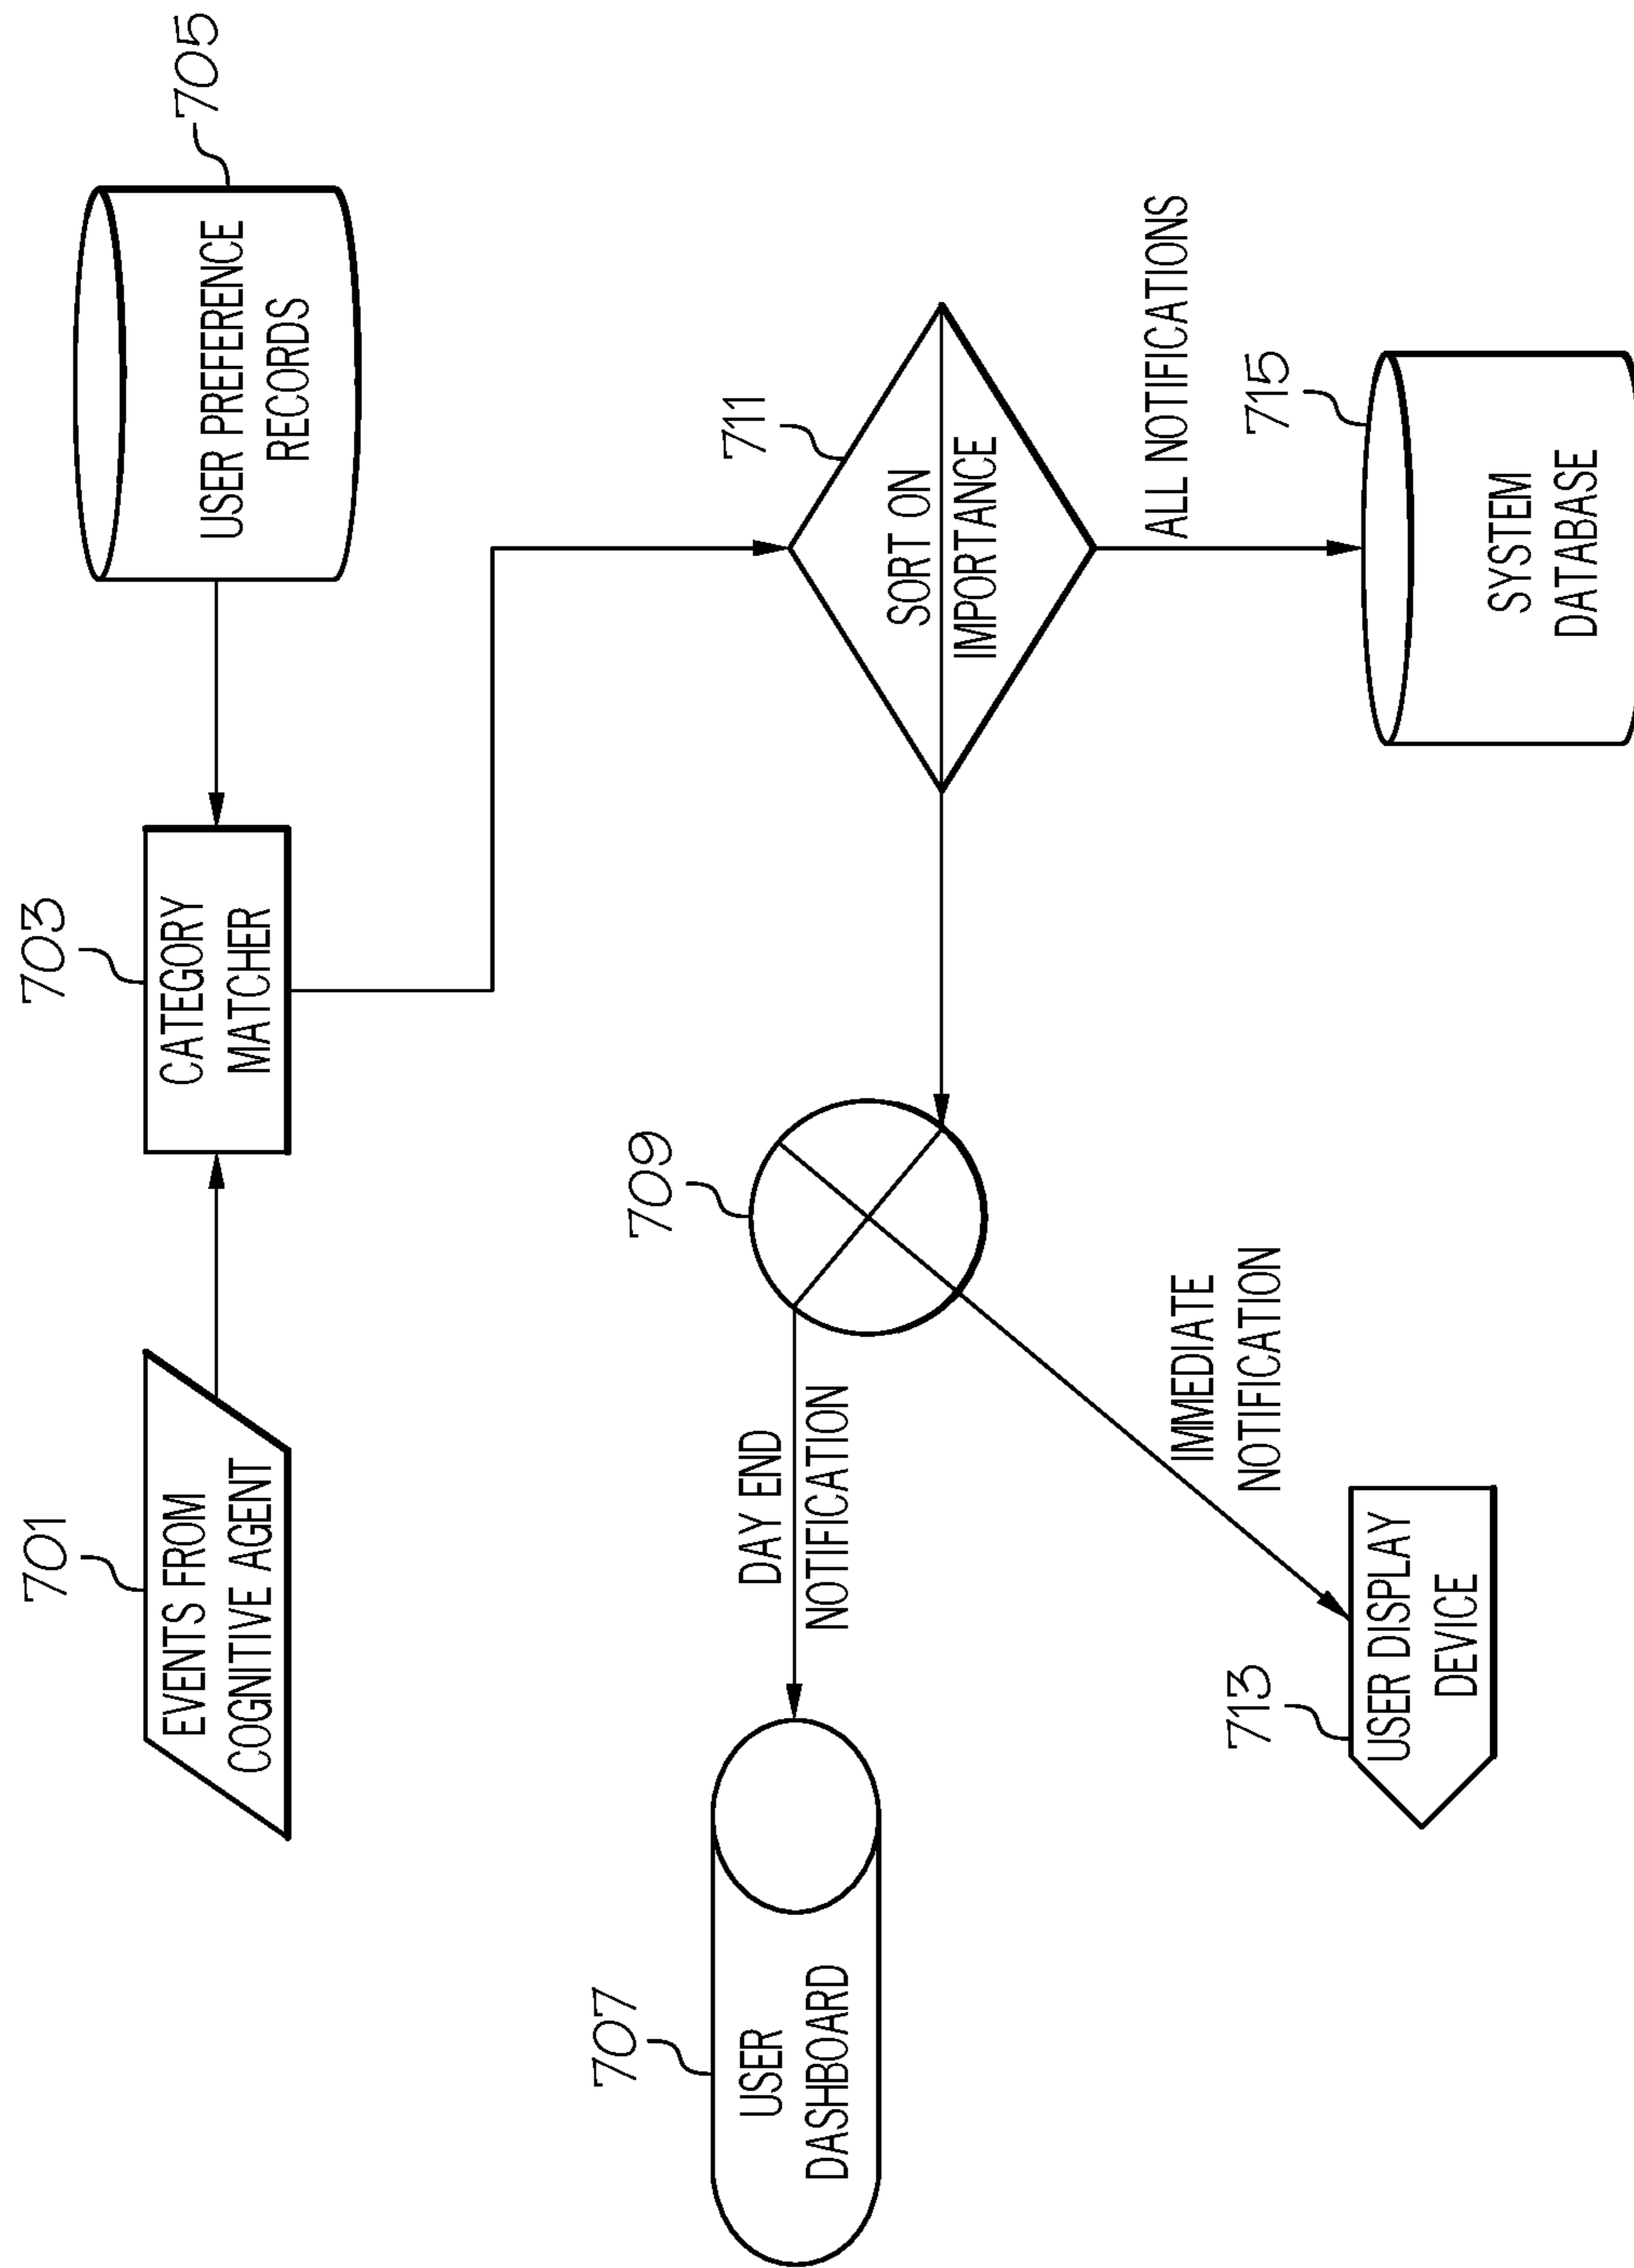 701
EVENTS FROM
COGNITIVE AGENT
703
CATEGORY
MATCHER
705
USER PREFERENCE
RECORDS
707
USER
DASHBOARD
DAY END
NOTIFICATION
709
711
SORT ON
IMPORTANCE
713
USER DISPLAY
DEVICE
IMMEDIATE
NOTIFICATION
ALL NOTIFICATIONS
715
SYSTEM
DATABASE